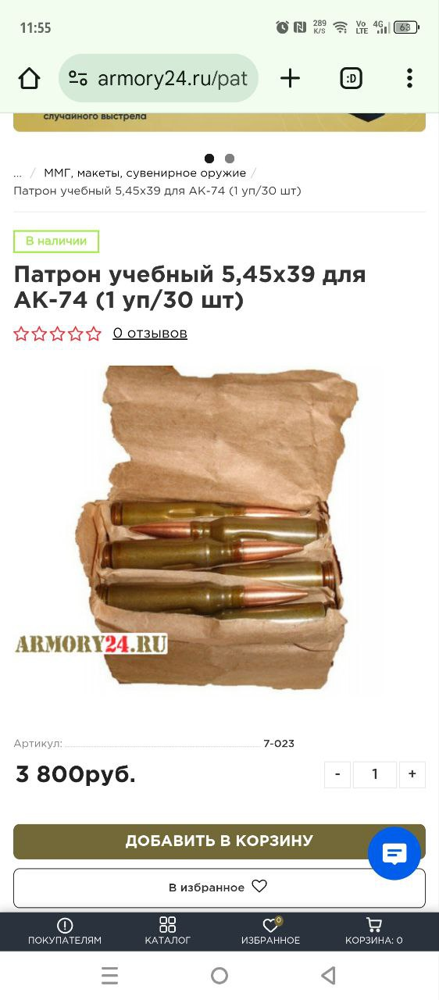 11:55
289
K/S
Vo
LTE
4G
63
armory24.ru/pat
:D
случайного выстрела
... / ММГ, макеты, сувенирное оружие /
Патрон учебный 5,45х39 для АК-74 (1 уп/30 шт)
В наличии
Патрон учебный 5,45х39 для
АК-74 (1 уп/30 шт)
0 отзывов
ARMORY24.RU
Артикул: 7-023
3 800руб.
- 1 +
ДОБАВИТЬ В КОРЗИНУ
В избранное
0
ПОКУПАТЕЛЯМ КАТАЛОГ ИЗБРАННОЕ КОРЗИНА: 0